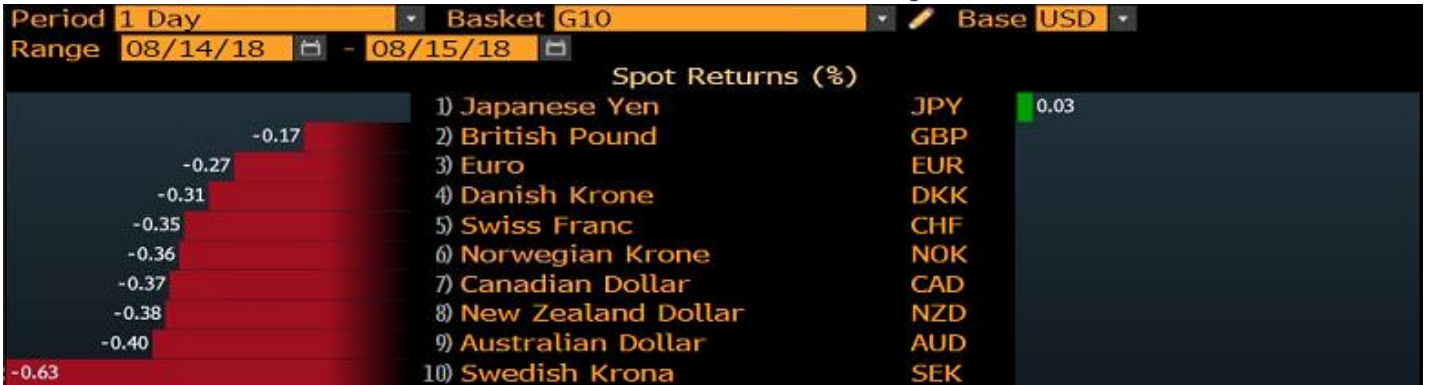 Period 1 Day Basket G10 Base USD
Range 08/14/18 - 08/15/18
Spot Returns (%)
1) Japanese Yen JPY 0.03
-0.17 2) British Pound GBP
-0.27 3) Euro EUR
-0.31 4) Danish Krone DKK
-0.35 5) Swiss Franc CHF
-0.36 6) Norwegian Krone NOK
-0.37 7) Canadian Dollar CAD
-0.38 8) New Zealand Dollar NZD
-0.40 9) Australian Dollar AUD
-0.63 10) Swedish Krona SEK